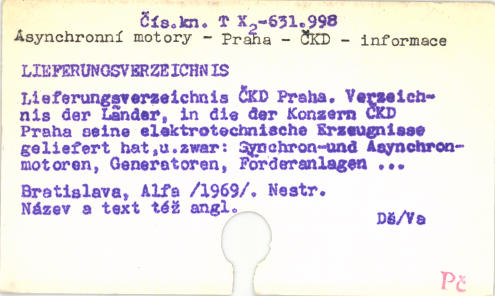 Čís.kn. T X2-631.998
Asynchronní motory - Praha - ČKD - informace
LIEFERUNGSVERZEICHNIS
Lieferungsverzeichnis ČKD Praha. Verzeich-
nis der Länder, in die der Konzern ČKD
Praha seine elektrotechnische Erzeugnisse
geliefert hat,u.zwar: Synchron-und Asynchron-
motoren, Generatoren, Förderanlagen ...
Bratislava, Alfa /1969/. Nestr.
Název a text též angl.
Dš/Va
Pč